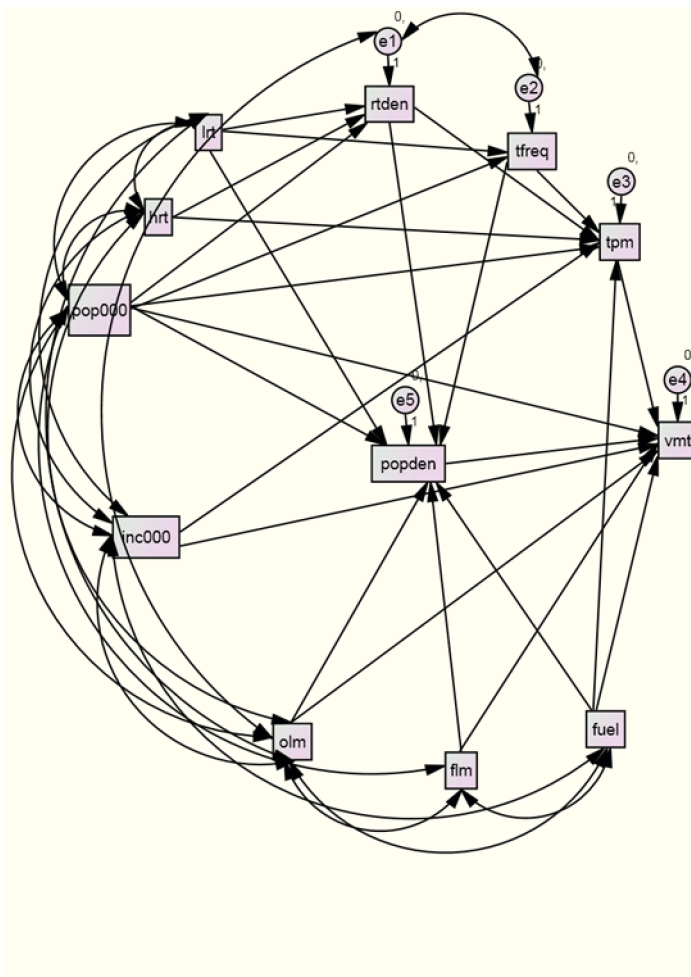 0,
e1
1
0,
e2
1
rtden
lrt
tfreq
0,
e3
1
hrt
tpm
pop000
0,
e4
1
0,
e5
1
vmt
popden
inc000
olm
fuel
flm